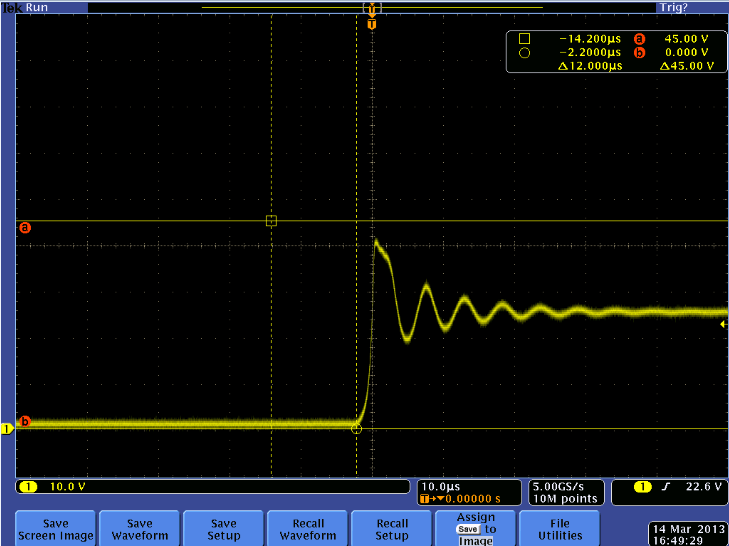 Tek Run Trig?
U
T
−14.200µs a 45.00 V
−2.2000µs b 0.000 V
Δ12.000µs Δ45.00 V
a
b
1
1 10.0 V
10.0µs
T→▼0.00000 s
5.00GS/s
10M points
1 22.6 V
Save
Screen Image
Save
Waveform
Save
Setup
Recall
Waveform
Recall
Setup
Assign
Save to
Image
File
Utilities
14 Mar 2013
16:49:29